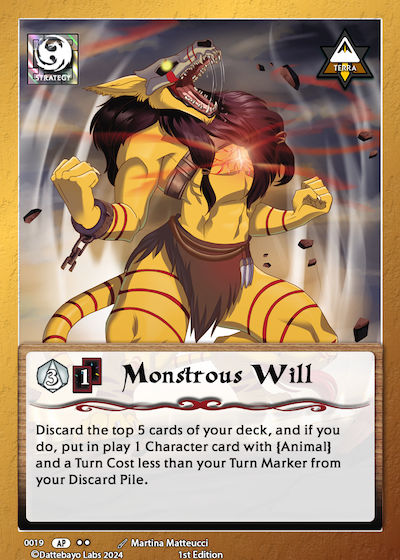 STRATEGY
TERRA
3 1 Monstrous Will
Discard the top 5 cards of your deck, and if you
do, put in play 1 Character card with {Animal}
and a Turn Cost less than your Turn Marker from
your Discard Pile.
0019 AP Martina Matteucci
©Dattebayo Labs 2024 1st Edition